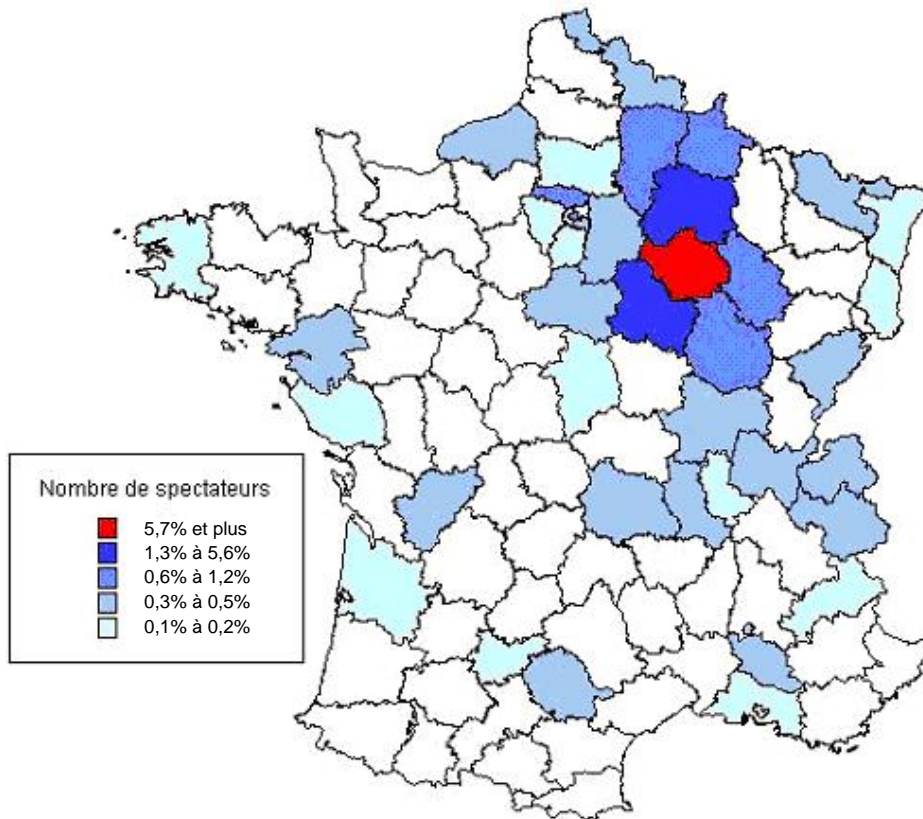 Nombre de spectateurs
5,7% et plus
1,3% à 5,6%
0,6% à 1,2%
0,3% à 0,5%
0,1% à 0,2%